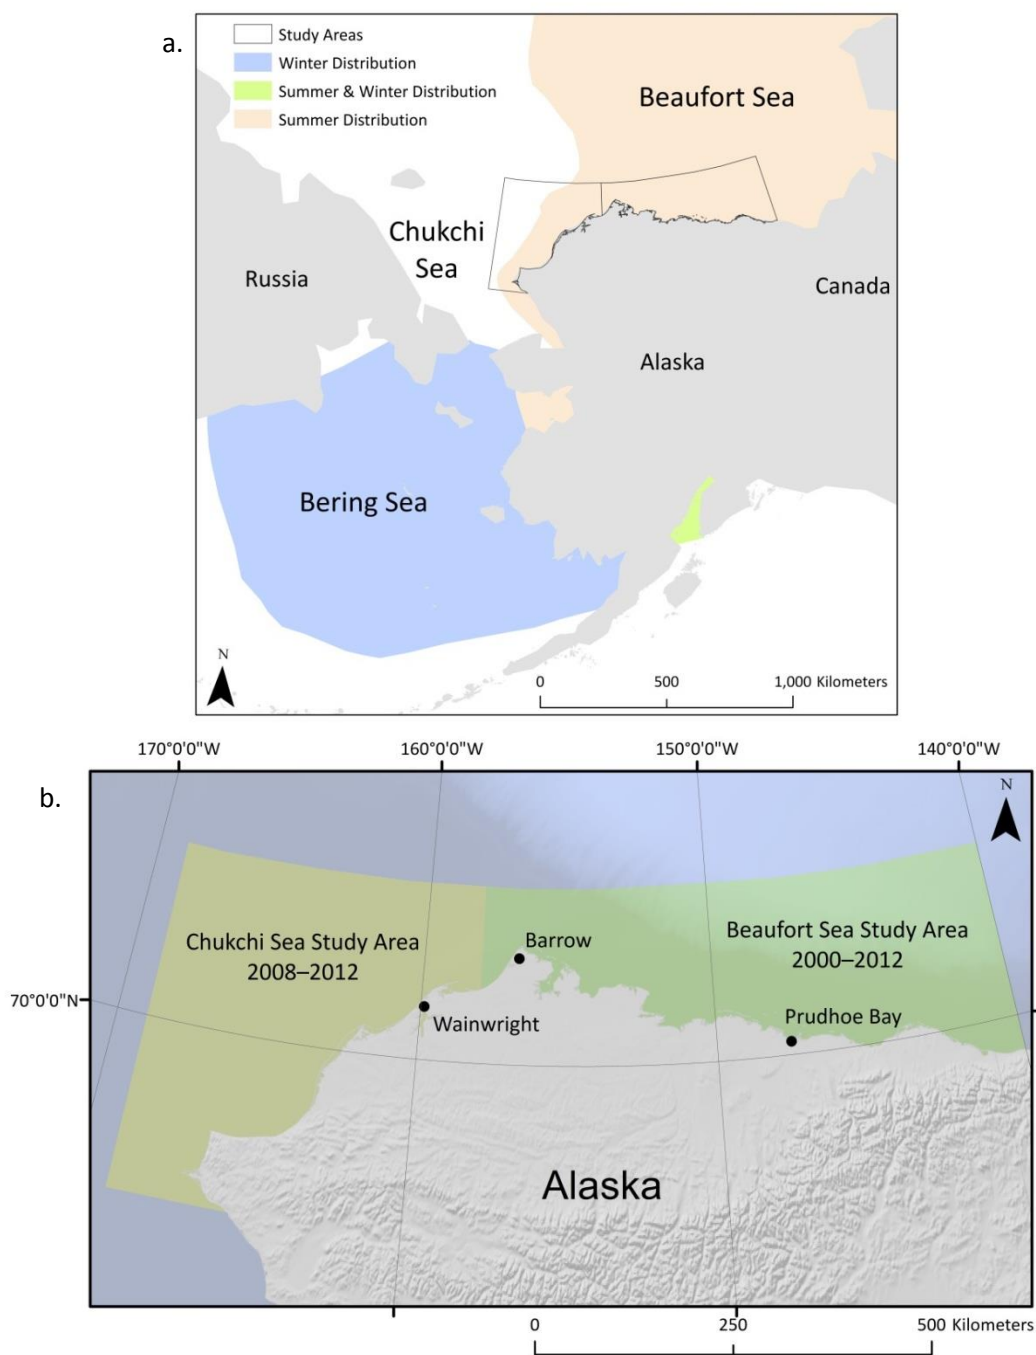 a.
Study Areas
Winter Distribution
Summer & Winter Distribution
Summer Distribution
Beaufort Sea
Chukchi
Sea
Russia
Canada
Alaska
Bering Sea
N
0 500 1,000 Kilometers
b.
170°0'0"W 160°0'0"W 150°0'0"W 140°0'0"W
N
Chukchi Sea Study Area
2008–2012
Barrow
Beaufort Sea Study Area
2000–2012
70°0'0"N
Wainwright
Prudhoe Bay
Alaska
0 250 500 Kilometers